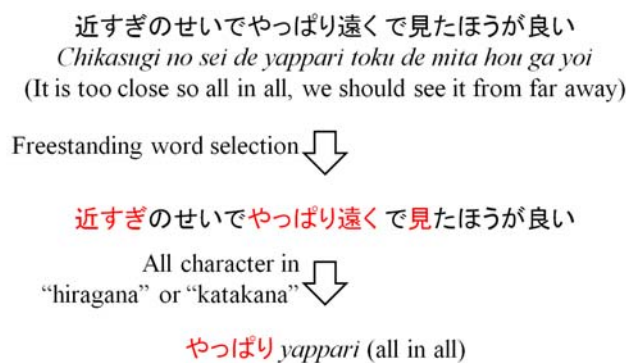 近すぎのせいでやっぱり遠くで見たほうが良い
Chikasugi no sei de yappari toku de mita hou ga yoi
(It is too close so all in all, we should see it from far away)
Freestanding word selection
近すぎのせいでやっぱり遠くで見たほうが良い
All character in
“hiragana” or “katakana”
やっぱり yappari (all in all)